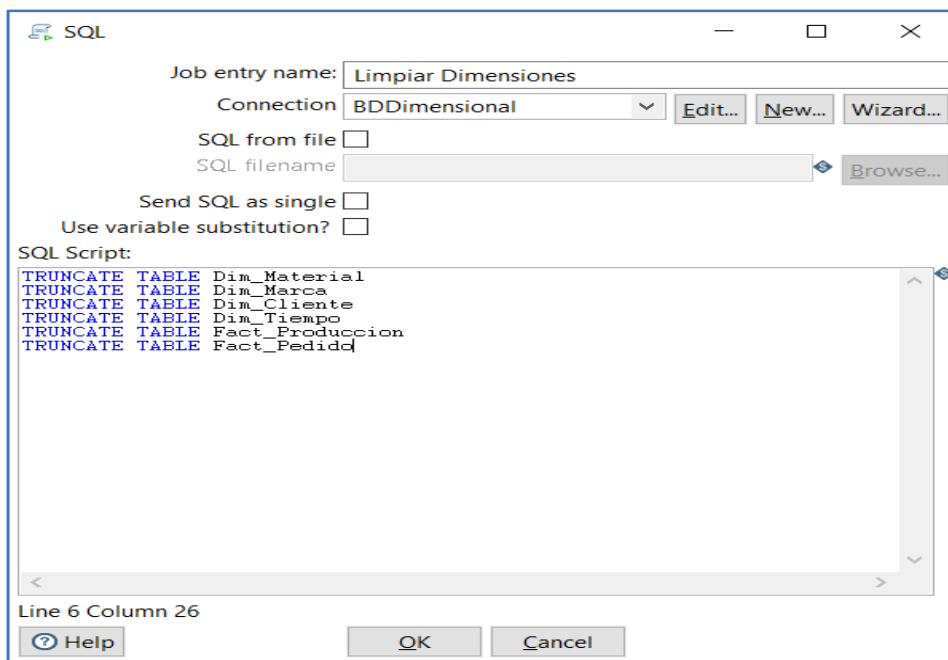 SQL
Job entry name: Limpiar Dimensiones
Connection BDDimensional Edit... New... Wizard...
SQL from file
SQL filename Browse...
Send SQL as single
Use variable substitution?
SQL Script:
TRUNCATE TABLE Dim_Material
TRUNCATE TABLE Dim_Marca
TRUNCATE TABLE Dim_Cliente
TRUNCATE TABLE Dim_Tiempo
TRUNCATE TABLE Fact_Produccion
TRUNCATE TABLE Fact_Pedido
Line 6 Column 26
Help OK Cancel